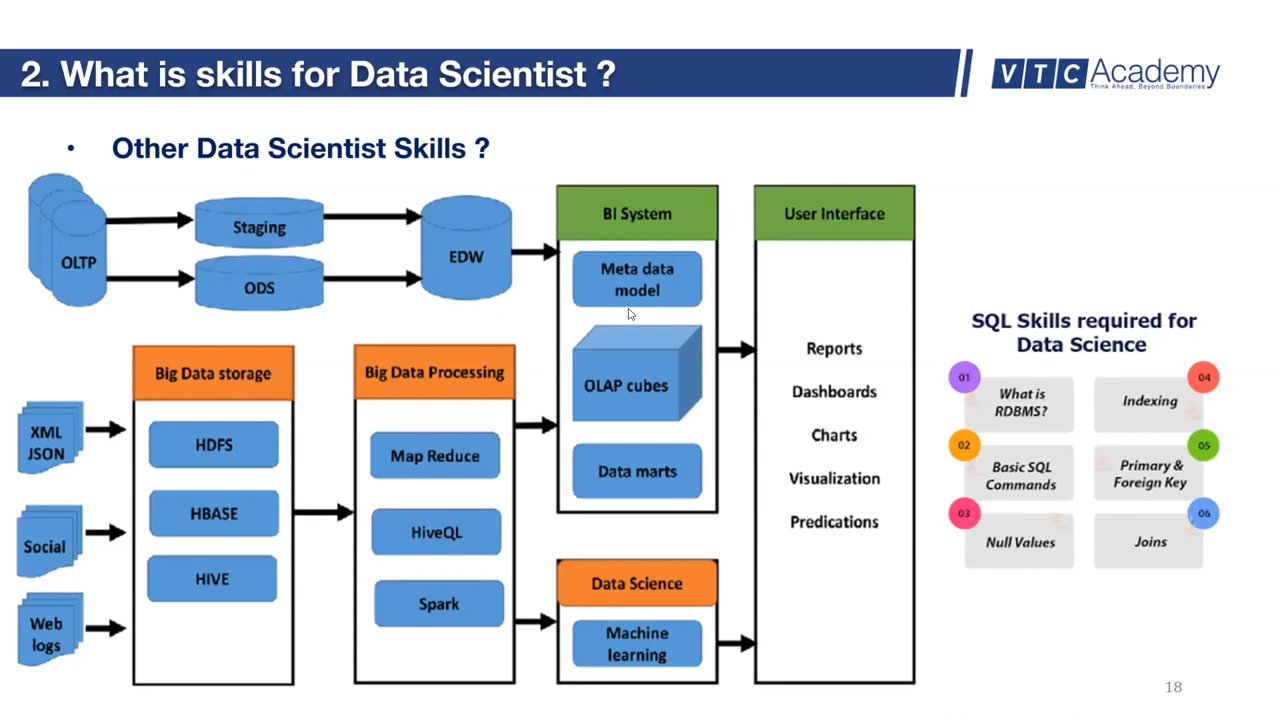 2. What is skills for Data Scientist ?
VTC Academy
Think Ahead, Beyond Boundaries
• Other Data Scientist Skills ?
OLTP
Staging
ODS
EDW
BI System
Meta data
model
OLAP cubes
Data marts
User Interface
Reports
Dashboards
Charts
Visualization
Predications
XML
JSON
Social
Web
logs
Big Data storage
HDFS
HBASE
HIVE
Big Data Processing
Map Reduce
HiveQL
Spark
Data Science
Machine
learning
SQL Skills required for
Data Science
01
What is
RDBMS?
02
Basic SQL
Commands
03
Null Values
04
Indexing
05
Primary &
Foreign Key
06
Joins
18